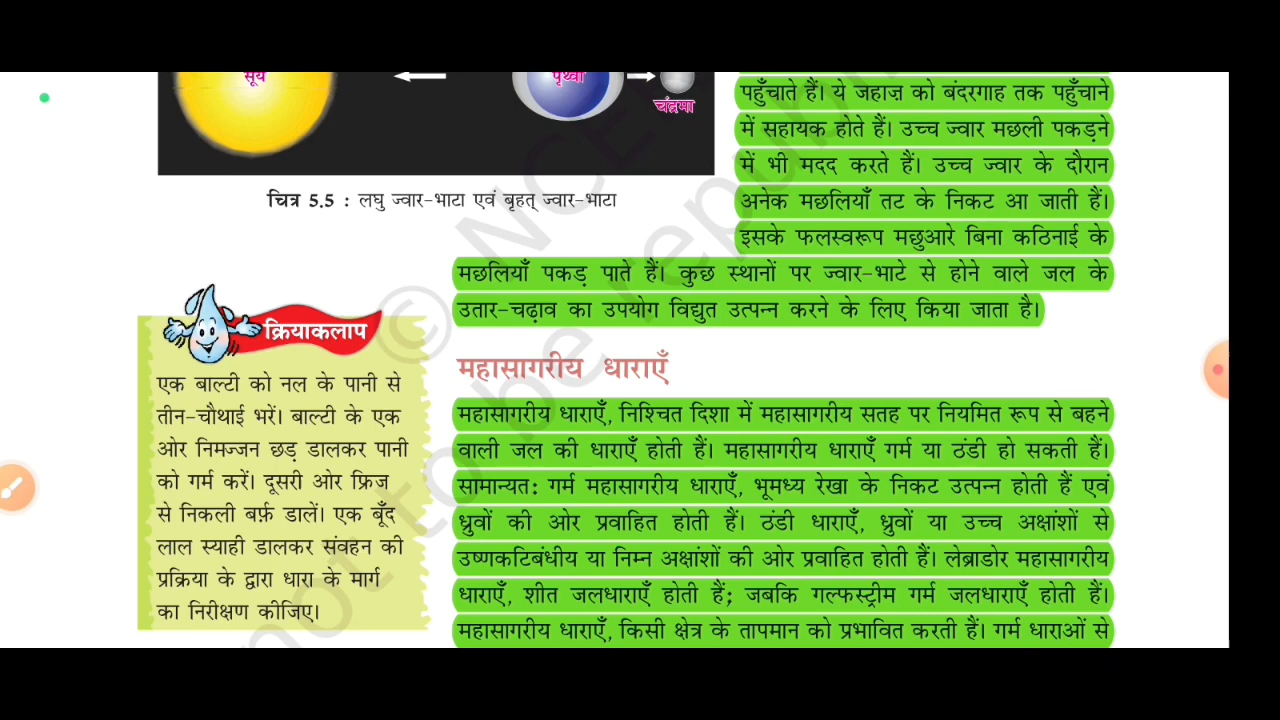 सूर्य
पृथ्वी
चंद्रमा
चित्र 5.5 : लघु ज्वार-भाटा एवं बृहत् ज्वार-भाटा
पहुँचाते हैं। ये जहाज़ को बंदरगाह तक पहुँचाने
में सहायक होते हैं। उच्च ज्वार मछली पकड़ने
में भी मदद करते हैं। उच्च ज्वार के दौरान
अनेक मछलियाँ तट के निकट आ जाती हैं।
इसके फलस्वरूप मछुआरे बिना कठिनाई के
मछलियाँ पकड़ पाते हैं। कुछ स्थानों पर ज्वार-भाटे से होने वाले जल के
उतार-चढ़ाव का उपयोग विद्युत उत्पन्न करने के लिए किया जाता है।
क्रियाकलाप
एक बाल्टी को नल के पानी से
तीन-चौथाई भरें। बाल्टी के एक
ओर निमज्जन छड़ डालकर पानी
को गर्म करें। दूसरी ओर फ्रिज
से निकली बर्फ़ डालें। एक बूँद
लाल स्याही डालकर संवहन की
प्रक्रिया के द्वारा धारा के मार्ग
का निरीक्षण कीजिए।
महासागरीय धाराएँ
महासागरीय धाराएँ, निश्चित दिशा में महासागरीय सतह पर नियमित रूप से बहने
वाली जल की धाराएँ होती हैं। महासागरीय धाराएँ गर्म या ठंडी हो सकती हैं।
सामान्यत: गर्म महासागरीय धाराएँ, भूमध्य रेखा के निकट उत्पन्न होती हैं एवं
ध्रुवों की ओर प्रवाहित होती हैं। ठंडी धाराएँ, ध्रुवों या उच्च अक्षांशों से
उष्णकटिबंधीय या निम्न अक्षांशों की ओर प्रवाहित होती हैं। लेब्राडोर महासागरीय
धाराएँ, शीत जलधाराएँ होती हैं; जबकि गल्फस्ट्रीम गर्म जलधाराएँ होती हैं।
महासागरीय धाराएँ, किसी क्षेत्र के तापमान को प्रभावित करती हैं। गर्म धाराओं से
© NCE
not to be repub